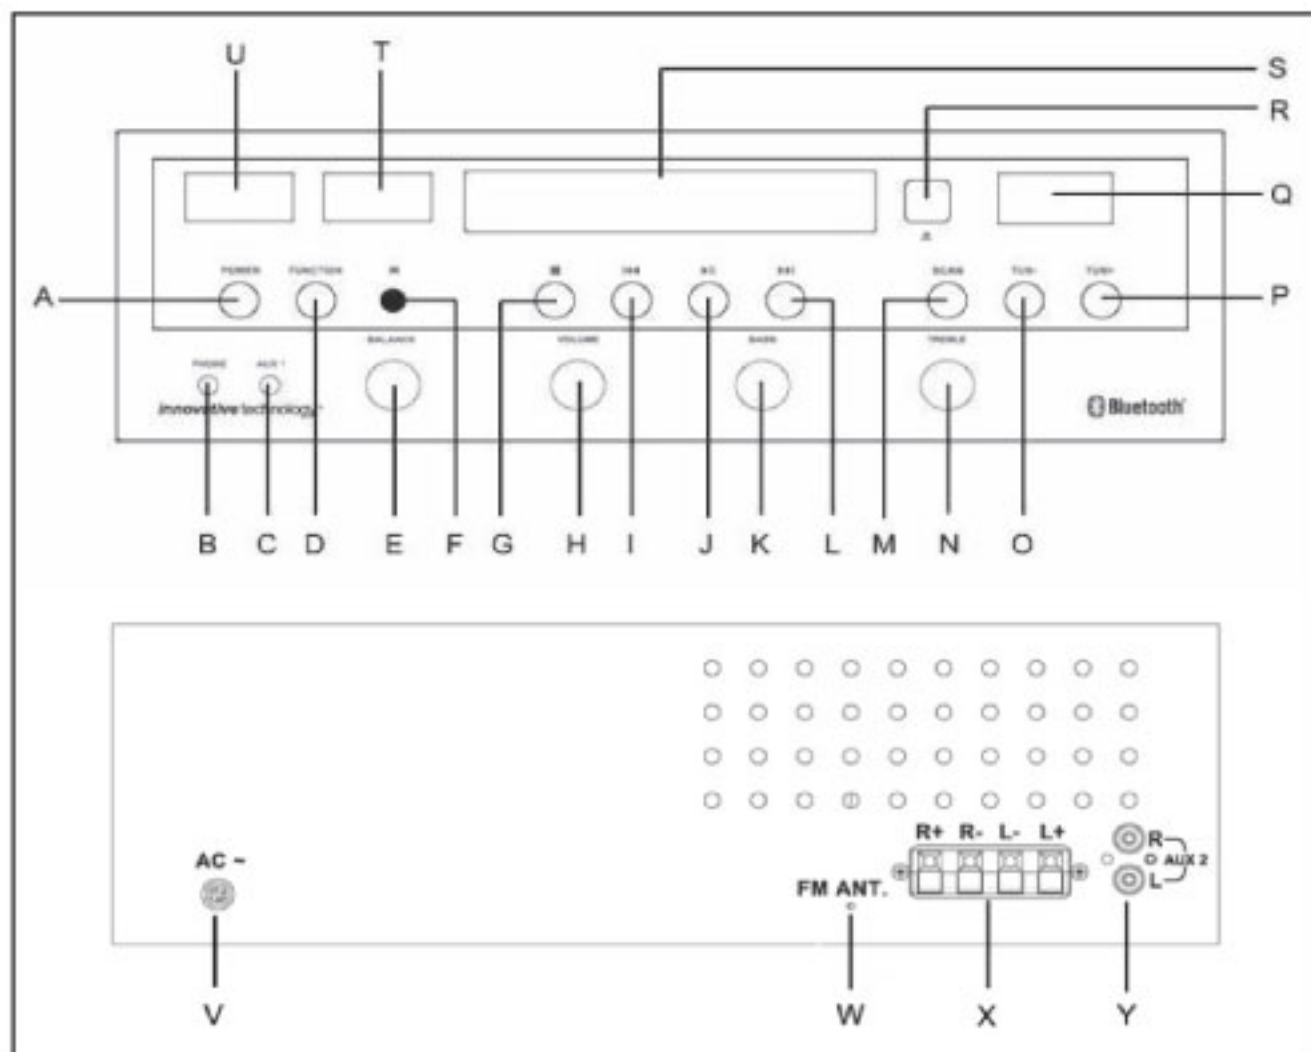 U T S
R
Q
POWER FUNCTION IR SCAN TUN- TUN+
A P
BALANCE VOLUME BASS TREBLE
PHONE AUX 1
innovative technology
Bluetooth
B C D E F G H I J K L M N O
R+ R- L- L+
R
AC ~ AUX 2
FM ANT. L
V W X Y